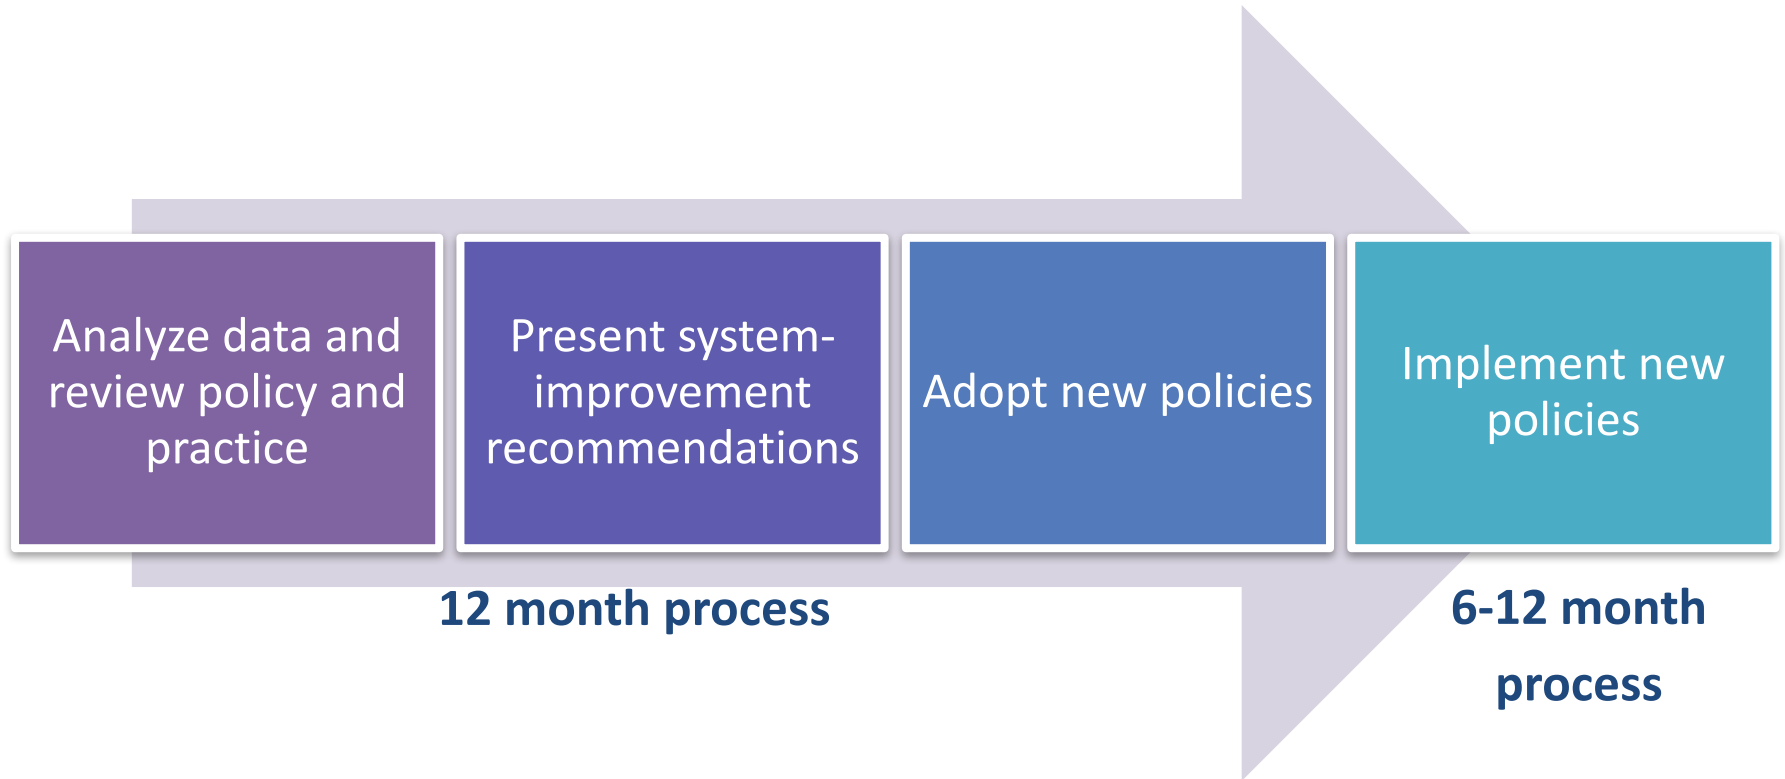 Analyze data and
review policy and
practice
Present system-
improvement
recommendations
Adopt new policies
Implement new
policies
12 month process
6-12 month
process